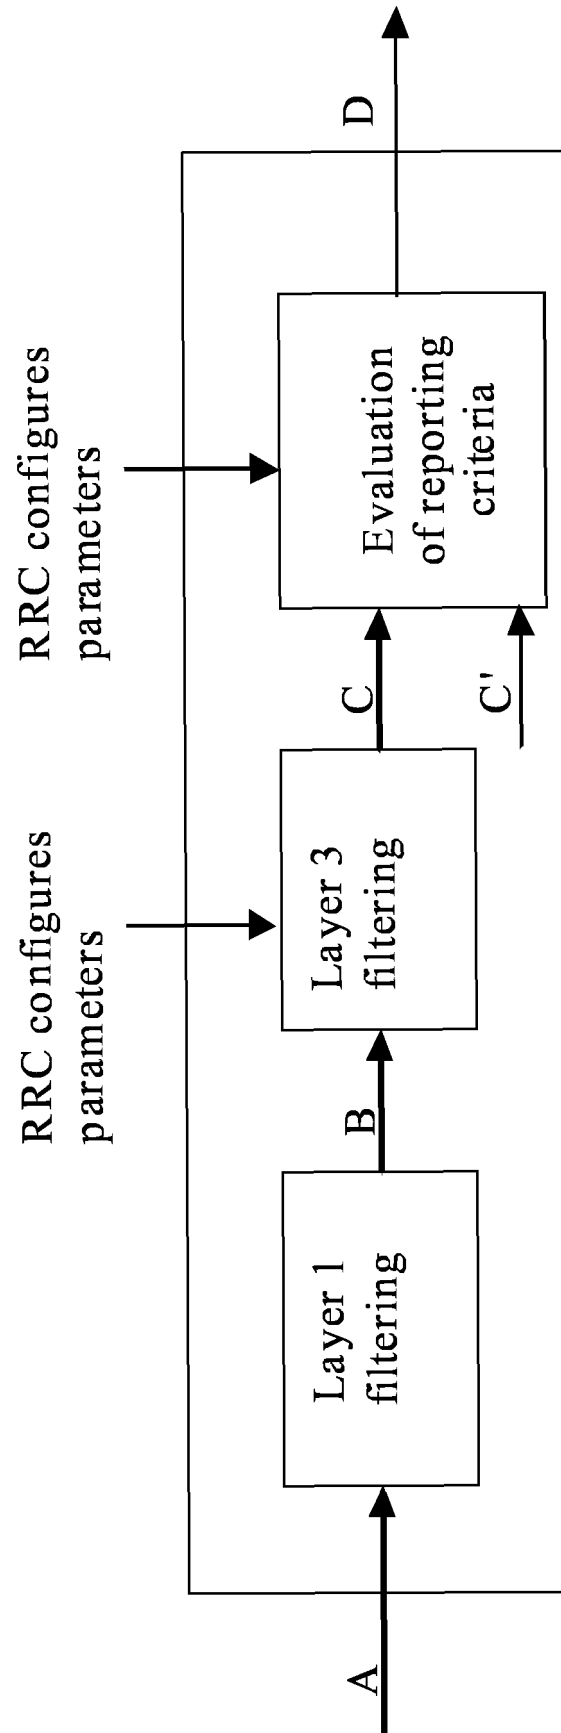 RRC configures
parameters
RRC configures
parameters
A
Layer 1
filtering
B
Layer 3
filtering
C
C'
Evaluation
of reporting
criteria
D